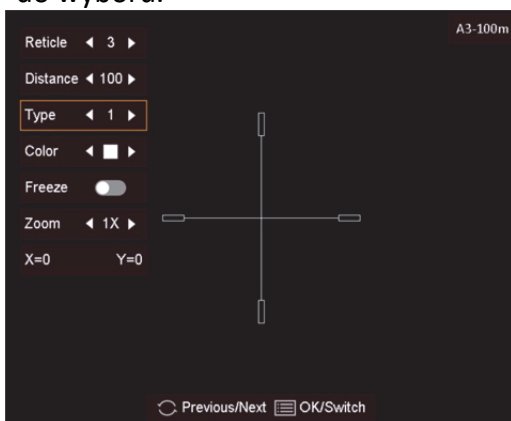 do wyboru.
A3-100m
Reticle 3
Distance 100
Type 1
Color
Freeze
Zoom 1X
X=0 Y=0
Previous/Next OK/Switch